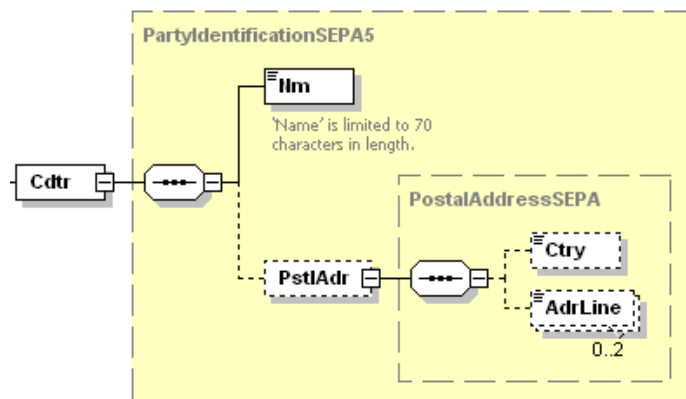 PartyIdentificationSEPA5
Nm
'Name' is limited to 70
characters in length.
Cdtr
PostalAddressSEPA
Ctry
PstlAdr
AdrLine
0..2